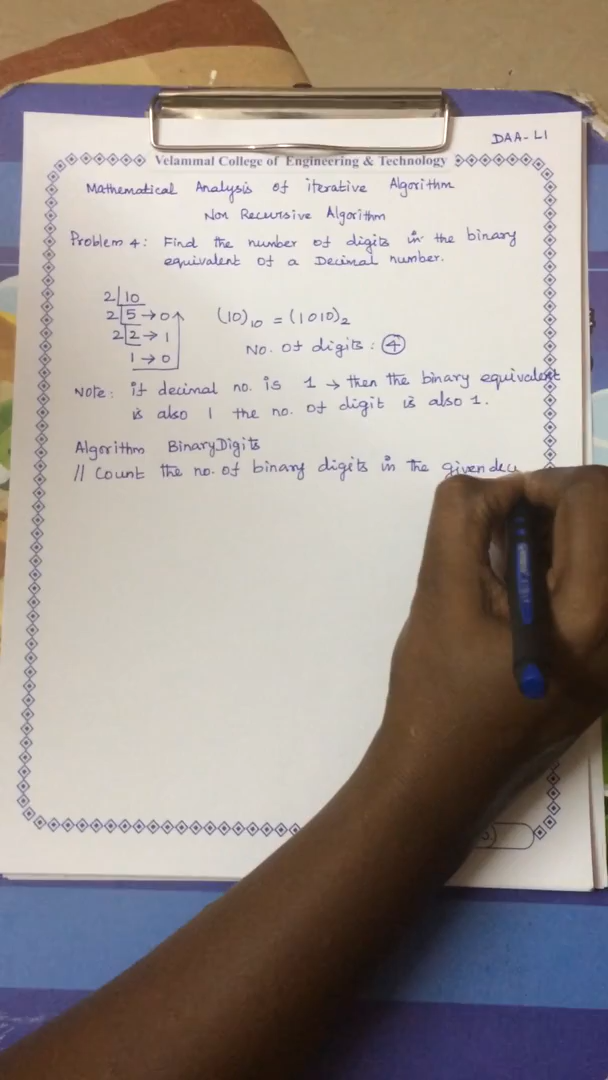 DAA-L1
Velammal College of Engineering & Technology
Mathematical Analysis of iterative Algorithm
Non Recursive Algorithm
Problem 4: Find the number of digits in the binary
equivalent of a Decimal number.
2|10
2|5→0
2|2→1
1→0
(10)10 = (1010)2
No. of digits: 4
Note: if decimal no. is 1 → then the binary equivalent
is also 1 the no. of digit is also 1.
Algorithm BinaryDigits
// Count the no. of binary digits in the given